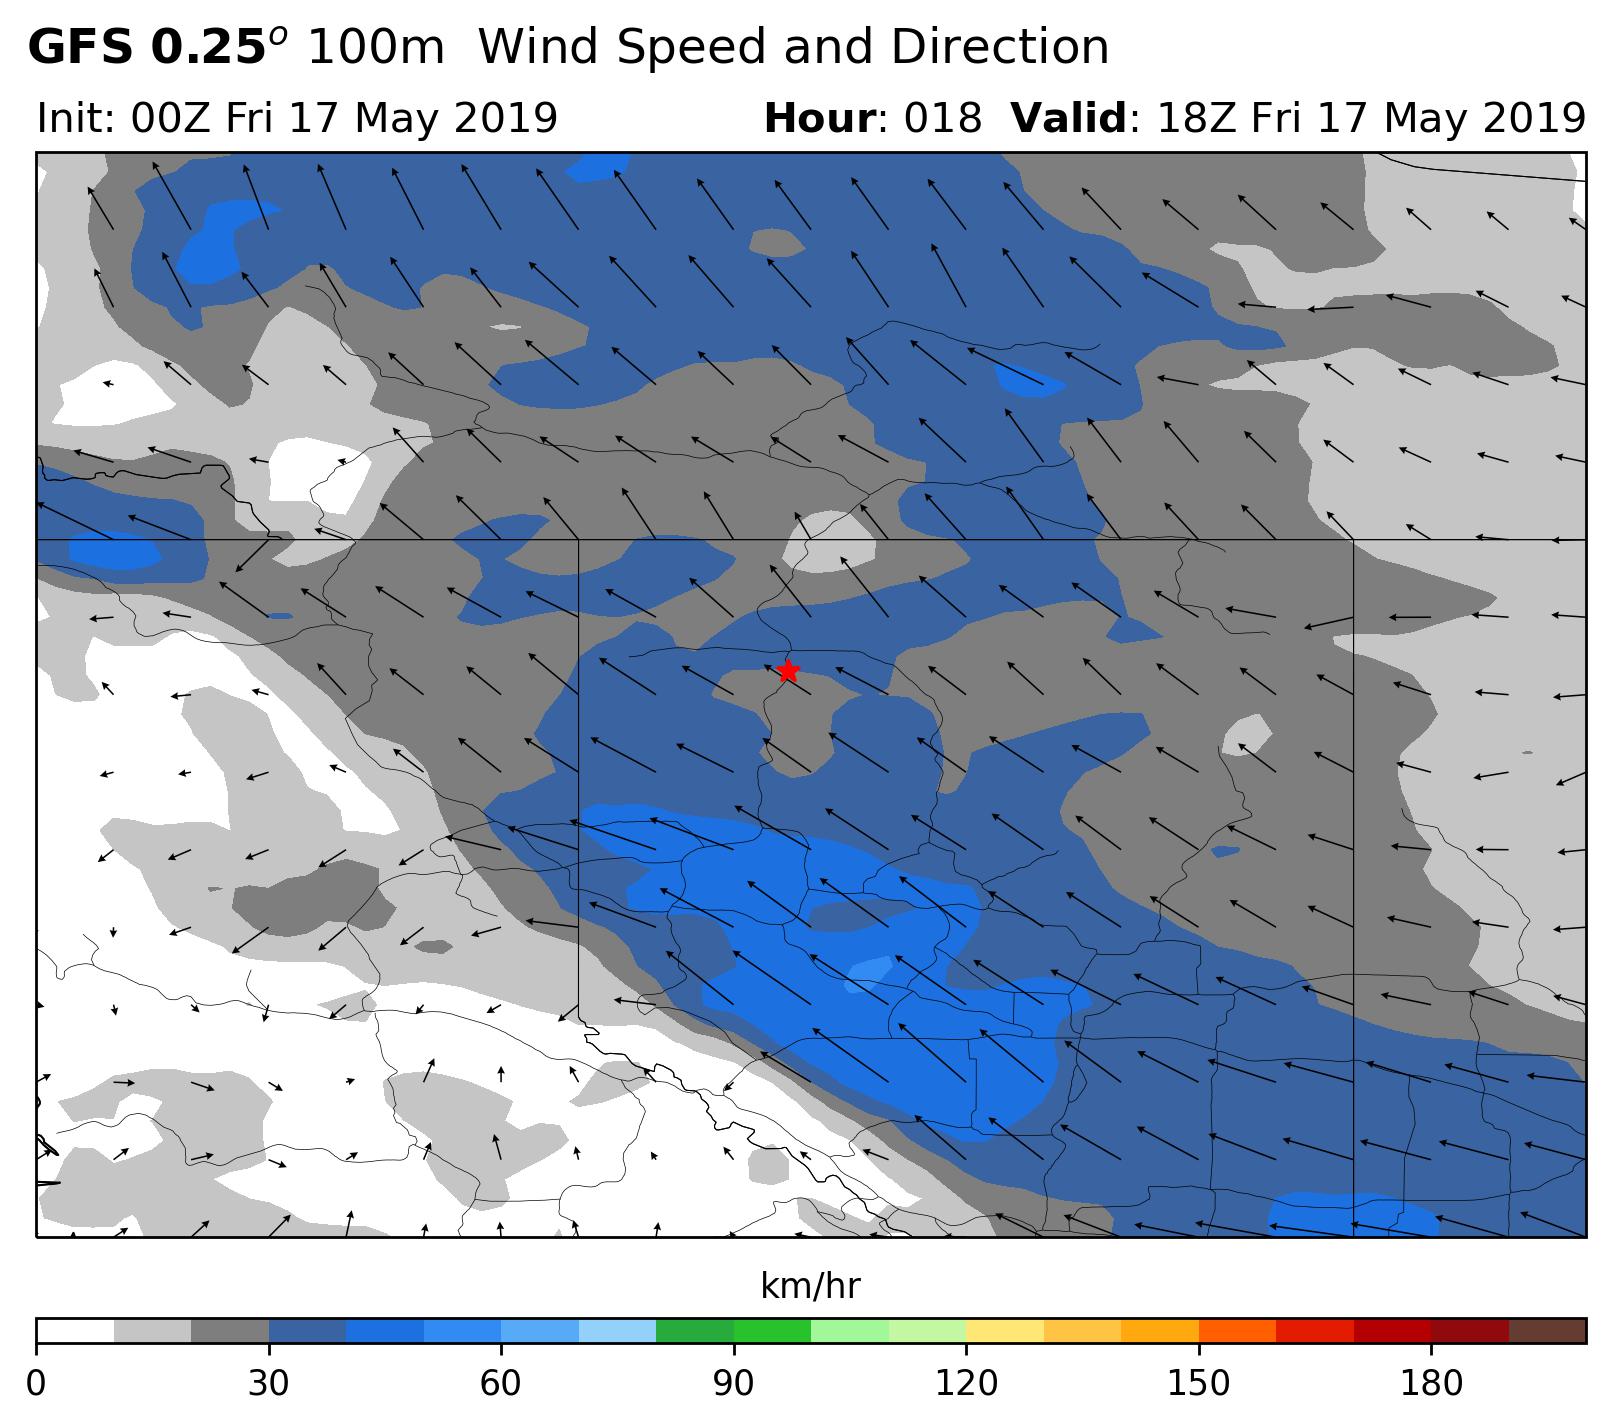 GFS 0.25° 100m Wind Speed and Direction
Init: 00Z Fri 17 May 2019 Hour: 018 Valid: 18Z Fri 17 May 2019
km/hr
0 30 60 90 120 150 180